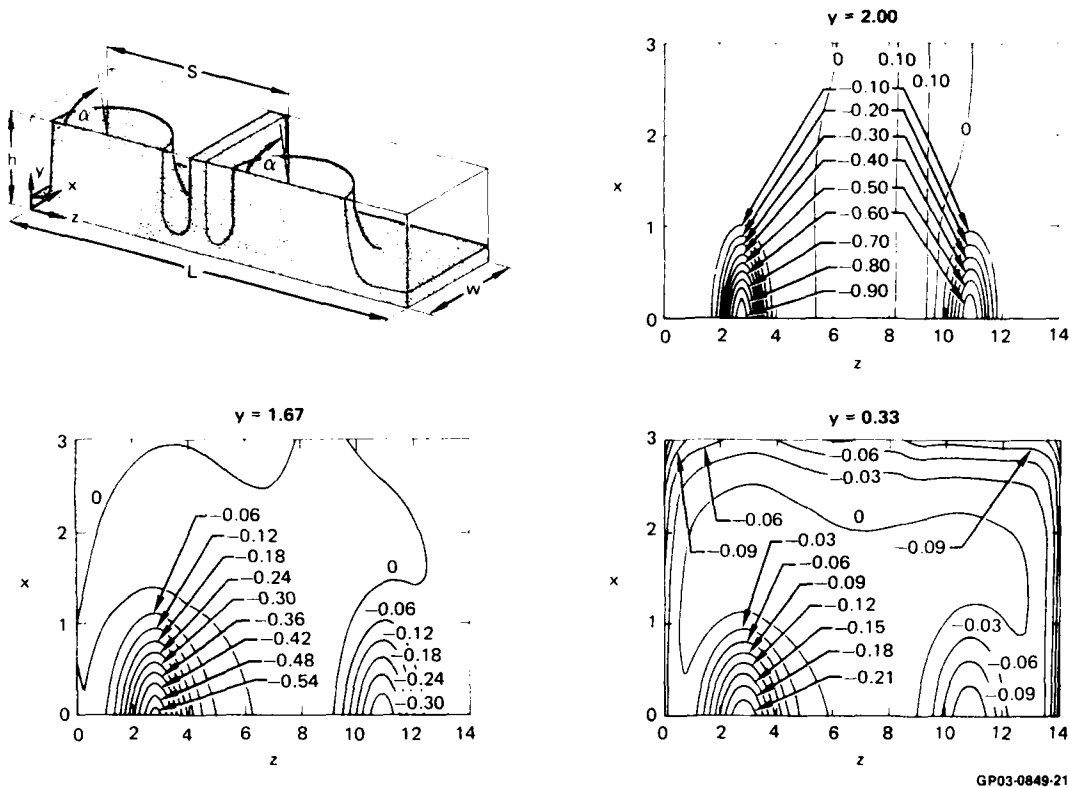 S
α
h
y
x
z
α
L
W
y = 2.00
3
2
x
1
0
0 0.10
0.10
0
−0.10
−0.20
−0.30
−0.40
−0.50
−0.60
−0.70
−0.80
−0.90
0 2 4 6 8 10 12 14
z
y = 1.67
3
2
x
1
0
0
0
−0.06
−0.12
−0.18
−0.24
−0.30
−0.36
−0.42
−0.48
−0.54
−0.06
−0.12
−0.18
−0.24
−0.30
0 2 4 6 8 10 12 14
z
y = 0.33
3
2
x
1
0
−0.06
−0.03
0
−0.06
−0.09
−0.09
−0.03
−0.06
−0.09
−0.12
−0.15
−0.18
−0.21
−0.03
−0.06
−0.09
0 2 4 6 8 10 12 14
z
GP03-0849-21